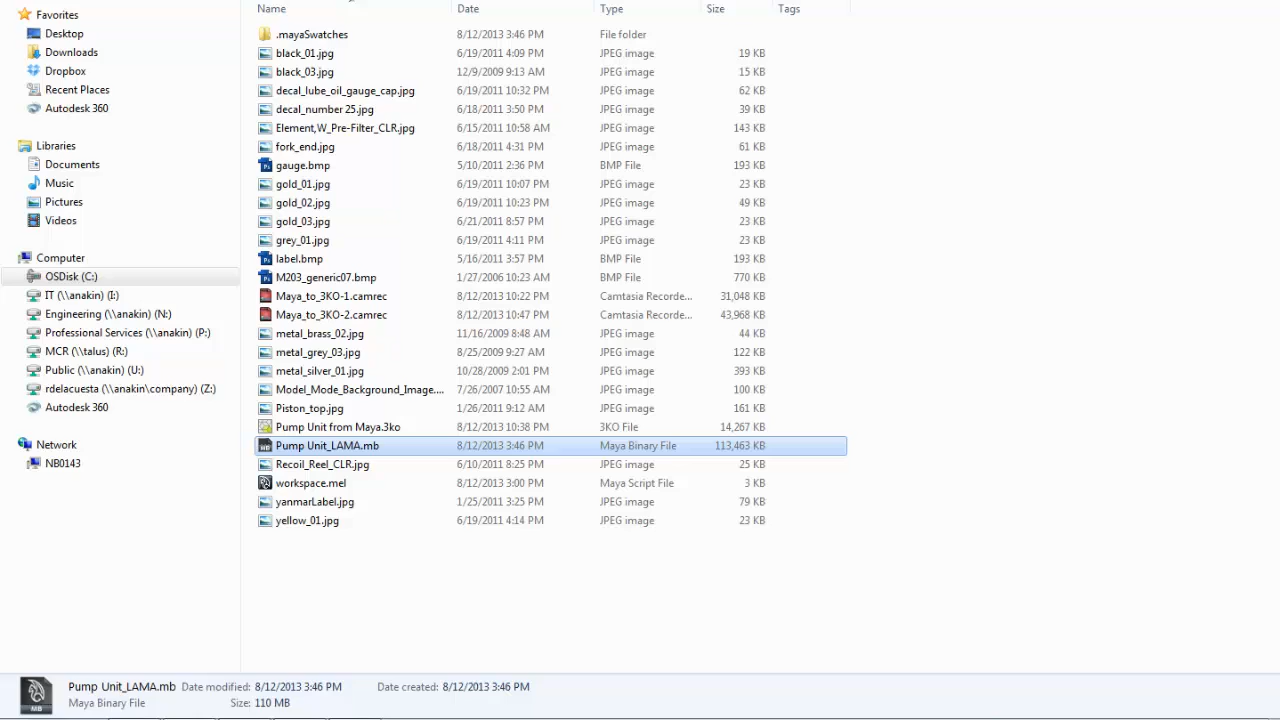 Favorites
Desktop
Downloads
Dropbox
Recent Places
Autodesk 360
Libraries
Documents
Music
Pictures
Videos
Computer
OSDisk (C:)
IT (\\anakin) (I:)
Engineering (\\anakin) (N:)
Professional Services (\\anakin) (P:)
MCR (\\talus) (R:)
Public (\\anakin) (U:)
rdelacuesta (\\anakin\company) (Z:)
Autodesk 360
Network
NB0143
Name Date Type Size Tags
.mayaSwatches 8/12/2013 3:46 PM File folder
black_01.jpg 6/19/2011 4:09 PM JPEG image 19 KB
black_03.jpg 12/9/2009 9:13 AM JPEG image 15 KB
decal_lube_oil_gauge_cap.jpg 6/19/2011 10:32 PM JPEG image 62 KB
decal_number 25.jpg 6/18/2011 3:50 PM JPEG image 39 KB
Element,W_Pre-Filter_CLR.jpg 6/15/2011 10:58 AM JPEG image 143 KB
fork_end.jpg 6/18/2011 4:31 PM JPEG image 61 KB
gauge.bmp 5/10/2011 2:36 PM BMP File 193 KB
gold_01.jpg 6/19/2011 10:07 PM JPEG image 23 KB
gold_02.jpg 6/19/2011 10:23 PM JPEG image 49 KB
gold_03.jpg 6/21/2011 8:57 PM JPEG image 23 KB
grey_01.jpg 6/19/2011 4:11 PM JPEG image 23 KB
label.bmp 5/16/2011 3:57 PM BMP File 193 KB
M203_generic07.bmp 1/27/2006 10:23 AM BMP File 770 KB
Maya_to_3KO-1.camrec 8/12/2013 10:22 PM Camtasia Recorde... 31,048 KB
Maya_to_3KO-2.camrec 8/12/2013 10:47 PM Camtasia Recorde... 43,968 KB
metal_brass_02.jpg 11/16/2009 8:48 AM JPEG image 44 KB
metal_grey_03.jpg 8/25/2009 9:27 AM JPEG image 122 KB
metal_silver_01.jpg 10/28/2009 2:01 PM JPEG image 393 KB
Model_Mode_Background_Image.... 7/26/2007 10:55 AM JPEG image 100 KB
Piston_top.jpg 1/26/2011 9:12 AM JPEG image 161 KB
Pump Unit from Maya.3ko 8/12/2013 10:38 PM 3KO File 14,267 KB
Pump Unit_LAMA.mb 8/12/2013 3:46 PM Maya Binary File 113,463 KB
Recoil_Reel_CLR.jpg 6/10/2011 8:25 PM JPEG image 25 KB
workspace.mel 8/12/2013 3:00 PM Maya Script File 3 KB
yanmarLabel.jpg 1/25/2011 3:25 PM JPEG image 79 KB
yellow_01.jpg 6/19/2011 4:14 PM JPEG image 23 KB
Pump Unit_LAMA.mb Date modified: 8/12/2013 3:46 PM Date created: 8/12/2013 3:46 PM
Maya Binary File Size: 110 MB
MB